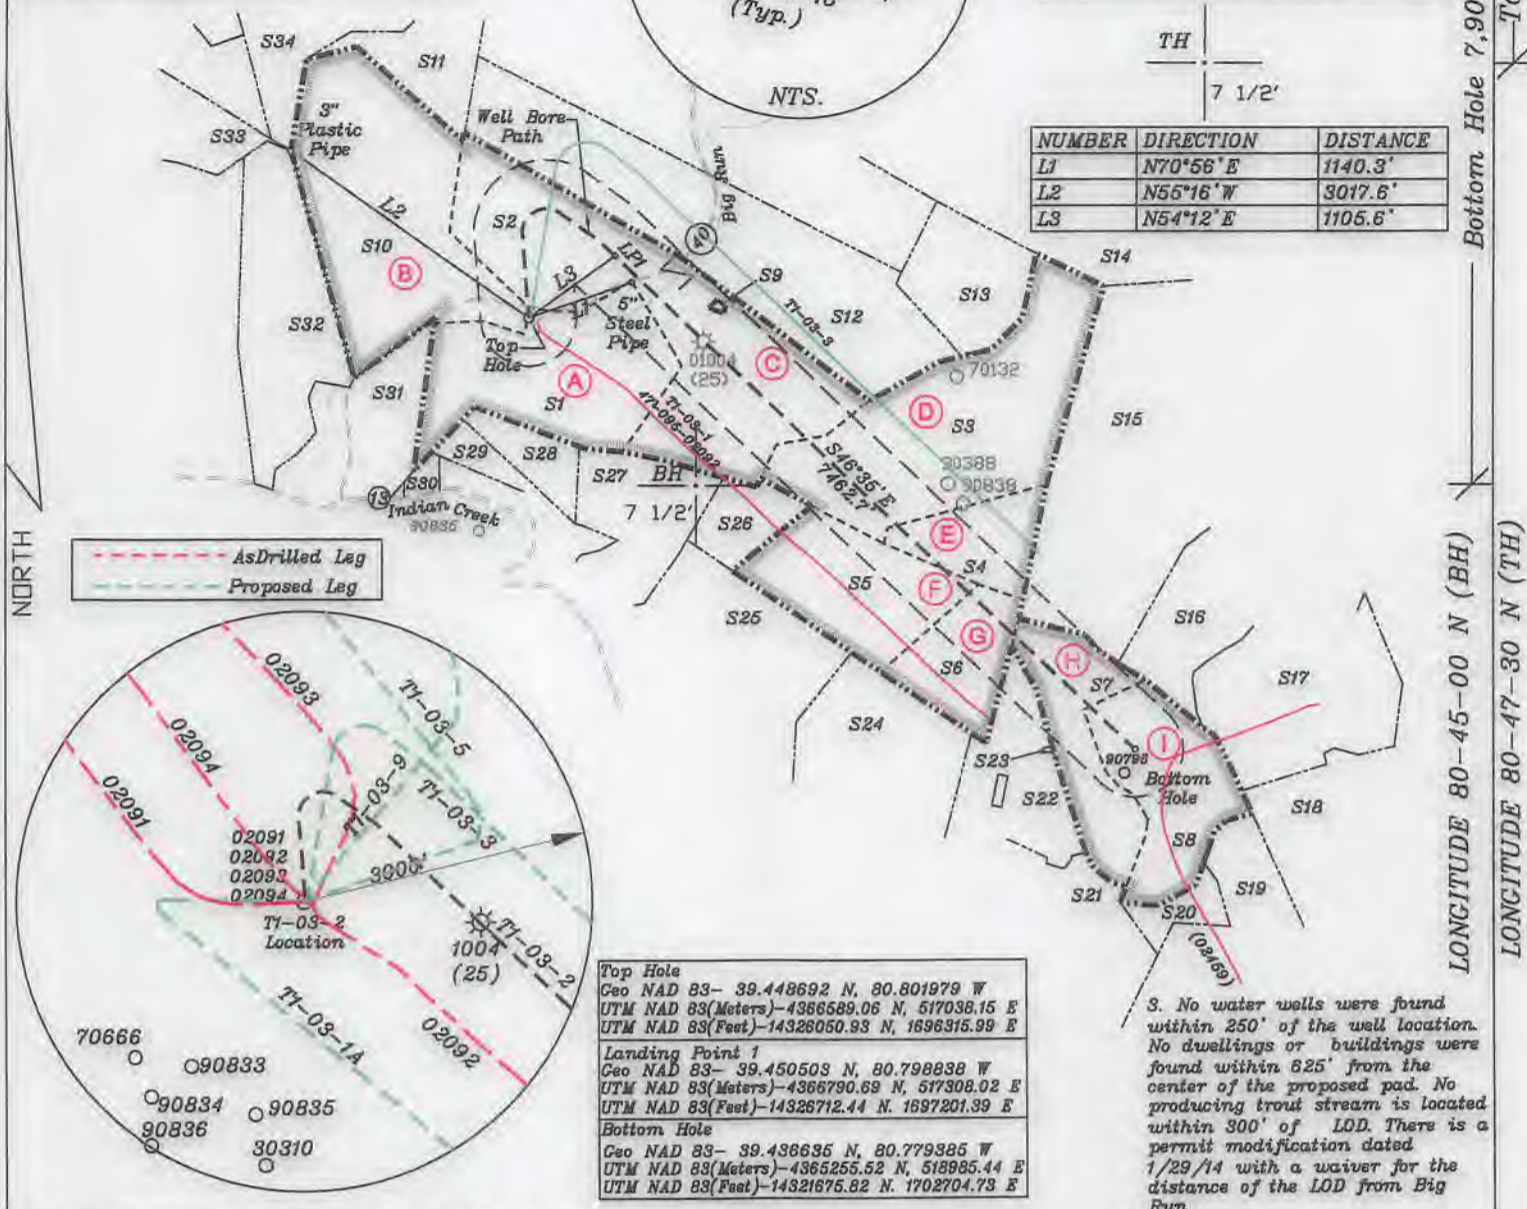 (Typ.)
NTS.
TH
7 1/2'
Bottom Hole 7,90
NUMBER DIRECTION DISTANCE
L1 N70°56'E 1140.3'
L2 N55°16'W 3017.6'
L3 N54°12'E 1105.6'
S34
S11
3"
Plastic
Pipe
S33
Well Bore
Path
Big Run
S2
L2
S10
B
L3
LP1
40
S9
S12
S13
S14
T1-03-3
L1
5"
Steel
Pipe
S32
Top
Hole
01004
(25)
C
70132
A
S31
S1
T1-03-1
47-095-02092
D
S3
S15
S29
S28
S27
BH
7 1/2'
S30
13
Indian Creek
90836
S46°35'E
7462.7
30388
90838
S26
E
S4
S5
F
S25
G
S6
S16
H
S7
S17
S24
I
S23
90798
Bottom
Hole
S22
S18
S8
S21
S19
S20
(02459)
NORTH
AsDrilled Leg
Proposed Leg
02093
T1-03-5
02094
T1-03-9
T1-03-3
02091
02091
02092
02093
02094
3000'
T1-03-2
Location
1004
(25)
T1-03-2
T1-03-1A
02092
70666
90833
90834
90835
90836
30310
Top Hole
Geo NAD 83- 39.448692 N, 80.801979 W
UTM NAD 83(Meters)-4366589.06 N, 517038.15 E
UTM NAD 83(Feet)-14326050.93 N, 1696315.99 E
Landing Point 1
Geo NAD 83- 39.450503 N, 80.798838 W
UTM NAD 83(Meters)-4366790.69 N, 517308.02 E
UTM NAD 83(Feet)-14326712.44 N. 1697201.39 E
Bottom Hole
Geo NAD 83- 39.436635 N, 80.779385 W
UTM NAD 83(Meters)-4365255.52 N, 518985.44 E
UTM NAD 83(Feet)-14321675.82 N. 1702704.73 E
LONGITUDE 80-45-00 N (BH)
LONGITUDE 80-47-30 N (TH)
3. No water wells were found
within 250' of the well location.
No dwellings or buildings were
found within 625' from the
center of the proposed pad. No
producing trout stream is located
within 300' of LOD. There is a
permit modification dated
1/29/14 with a waiver for the
distance of the LOD from Big
Run